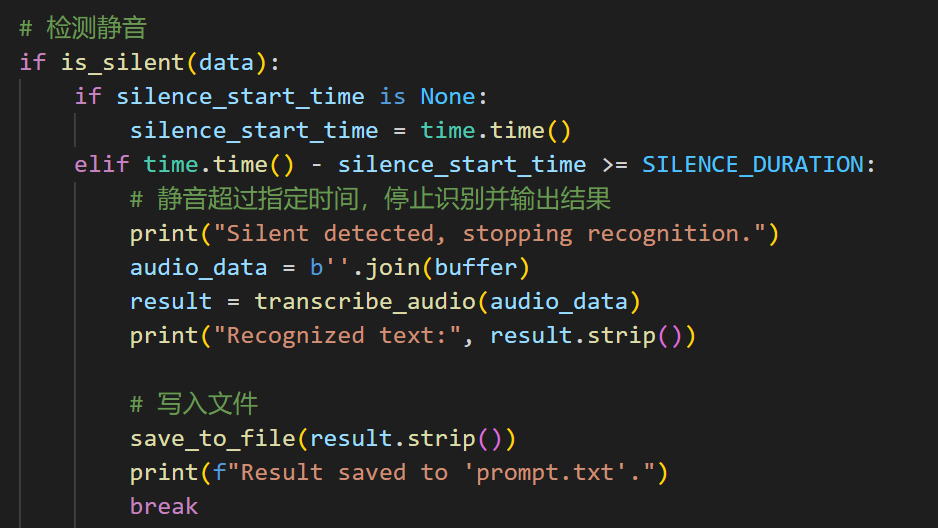 # 检测静音
if is_silent(data):
    if silence_start_time is None:
        silence_start_time = time.time()
    elif time.time() - silence_start_time >= SILENCE_DURATION:
        # 静音超过指定时间，停止识别并输出结果
        print("Silent detected, stopping recognition.")
        audio_data = b''.join(buffer)
        result = transcribe_audio(audio_data)
        print("Recognized text:", result.strip())

        # 写入文件
        save_to_file(result.strip())
        print(f"Result saved to 'prompt.txt'.")
        break